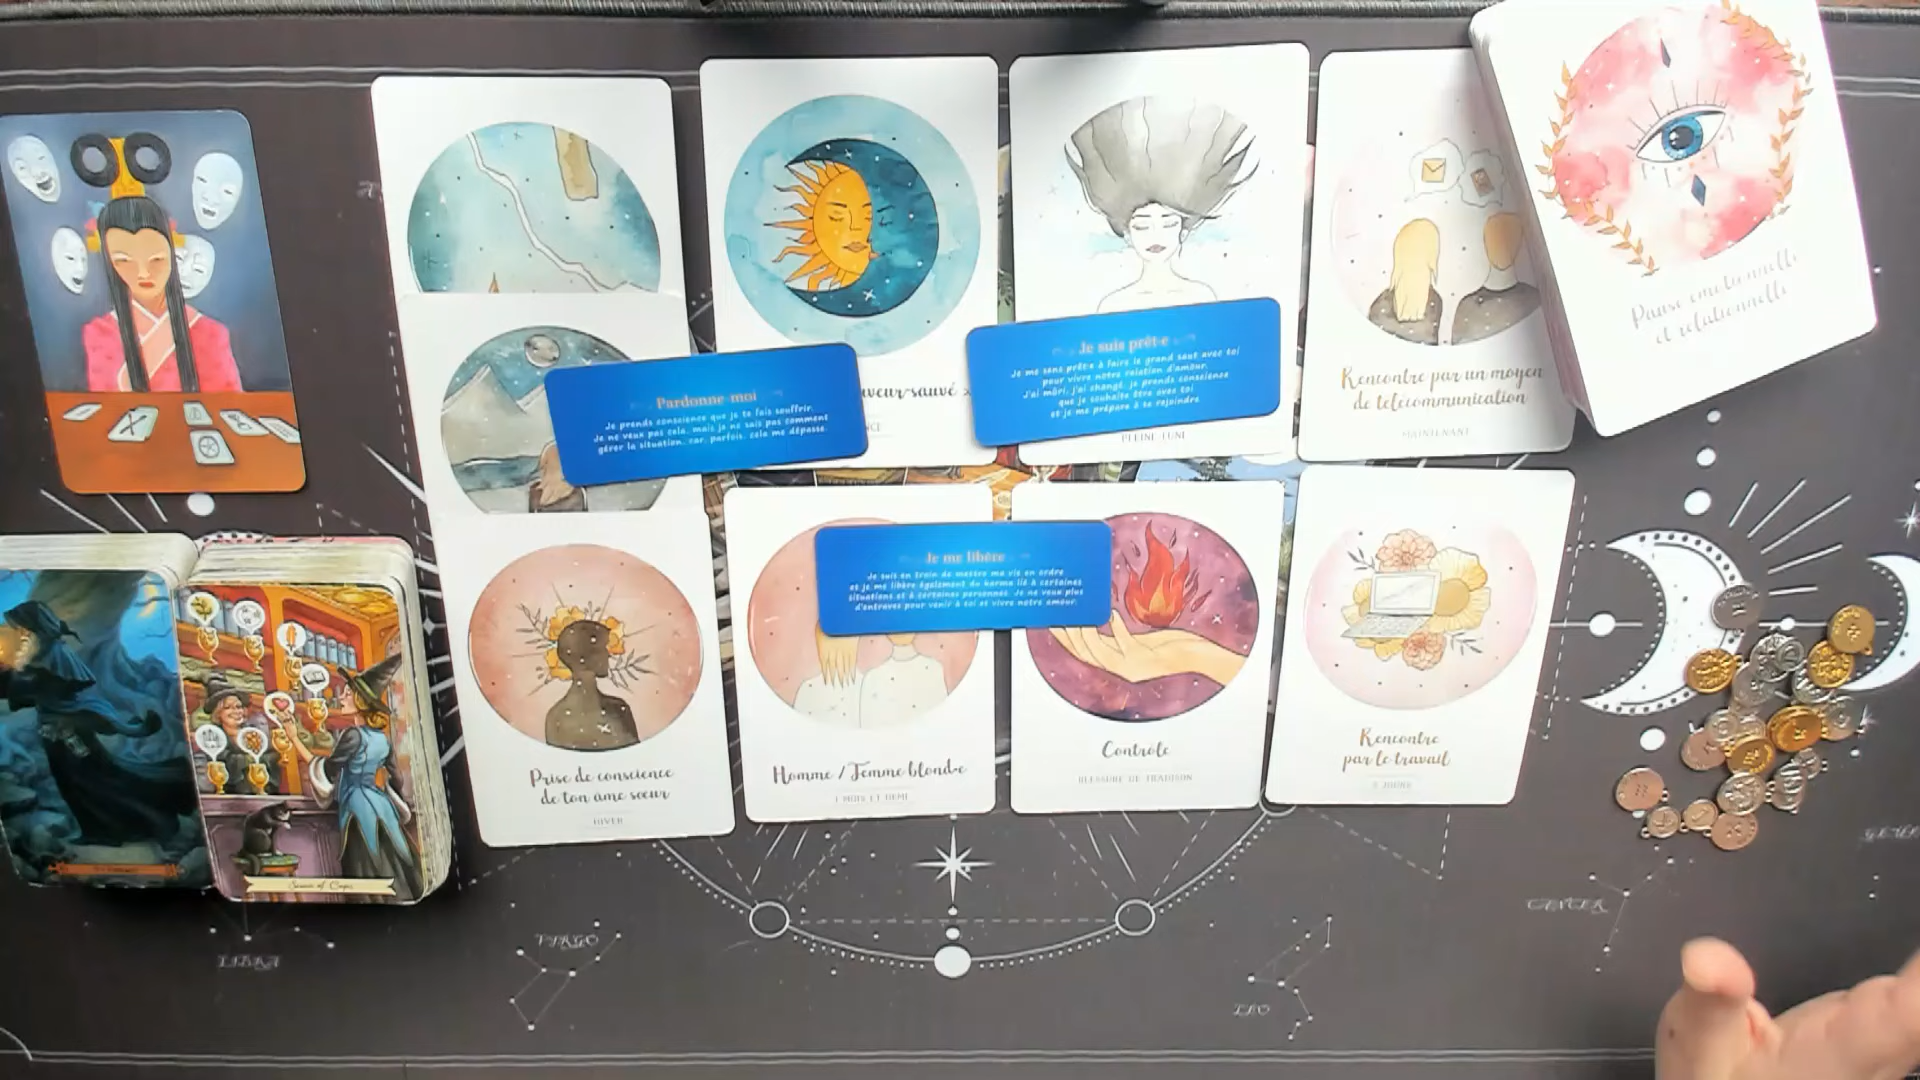 Pause émotionnelle
et relationnelle
Je suis prêt·e
Je me sens prêt·e à faire le grand saut avec toi
pour vivre notre relation d'amour.
J'ai mûri, j'ai changé, je prends conscience
que je souhaite être avec toi
et je me prépare à te rejoindre
PLEINE LUNE
Rencontre par un moyen
de télécommunication
MAINTENANT
Pardonne-moi
Je prends conscience que je te fais souffrir.
Je ne veux pas cela, mais je ne sais pas comment
gérer la situation, car, parfois, cela me dépasse.
Je me libère
Je suis en train de mettre ma vie en ordre
et je me libère également du karma lié à certaines
situations et à certaines personnes. Je ne veux plus
d'entraves pour venir à toi et vivre notre amour.
Prise de conscience
de ton âme sœur
HIVER
Homme / Femme blond·e
1 MOIS ET DEMI
Contrôle
BLESSURE DE TRAHISON
Rencontre
par le travail
Seven of Cups
LIBRA
VIRGO
LEO
CANCER